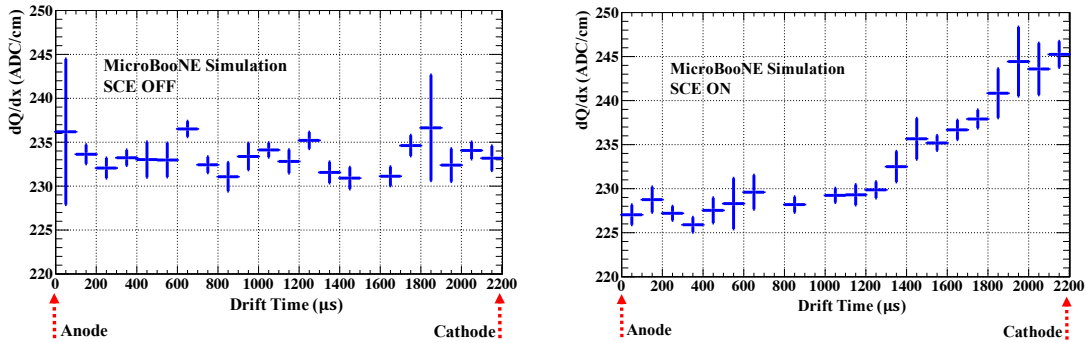 dQ/dx (ADC/cm)
250
245
240
235
230
225
220
MicroBooNE Simulation
SCE OFF
0 200 400 600 800 1000 1200 1400 1600 1800 2000 2200
Drift Time (μs)
Anode
Cathode
dQ/dx (ADC/cm)
250
245
240
235
230
225
220
MicroBooNE Simulation
SCE ON
0 200 400 600 800 1000 1200 1400 1600 1800 2000 2200
Drift Time (μs)
Anode
Cathode